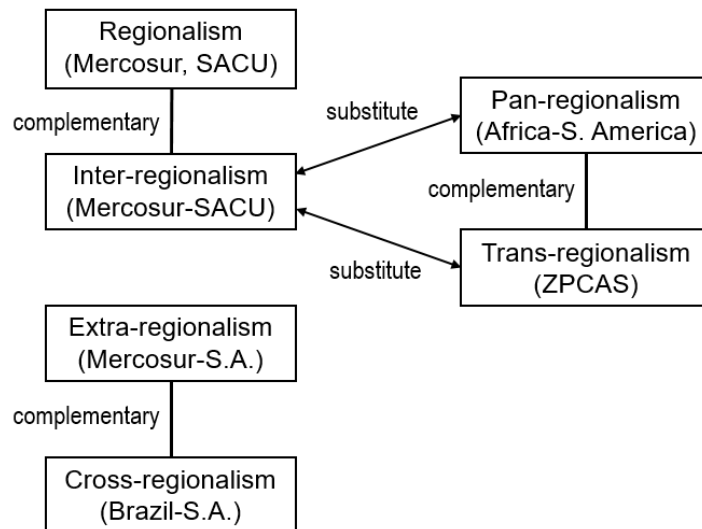 Regionalism
(Mercosur, SACU)
complementary
Inter-regionalism
(Mercosur-SACU)
substitute
substitute
Pan-regionalism
(Africa-S. America)
complementary
Trans-regionalism
(ZPCAS)
Extra-regionalism
(Mercosur-S.A.)
complementary
Cross-regionalism
(Brazil-S.A.)